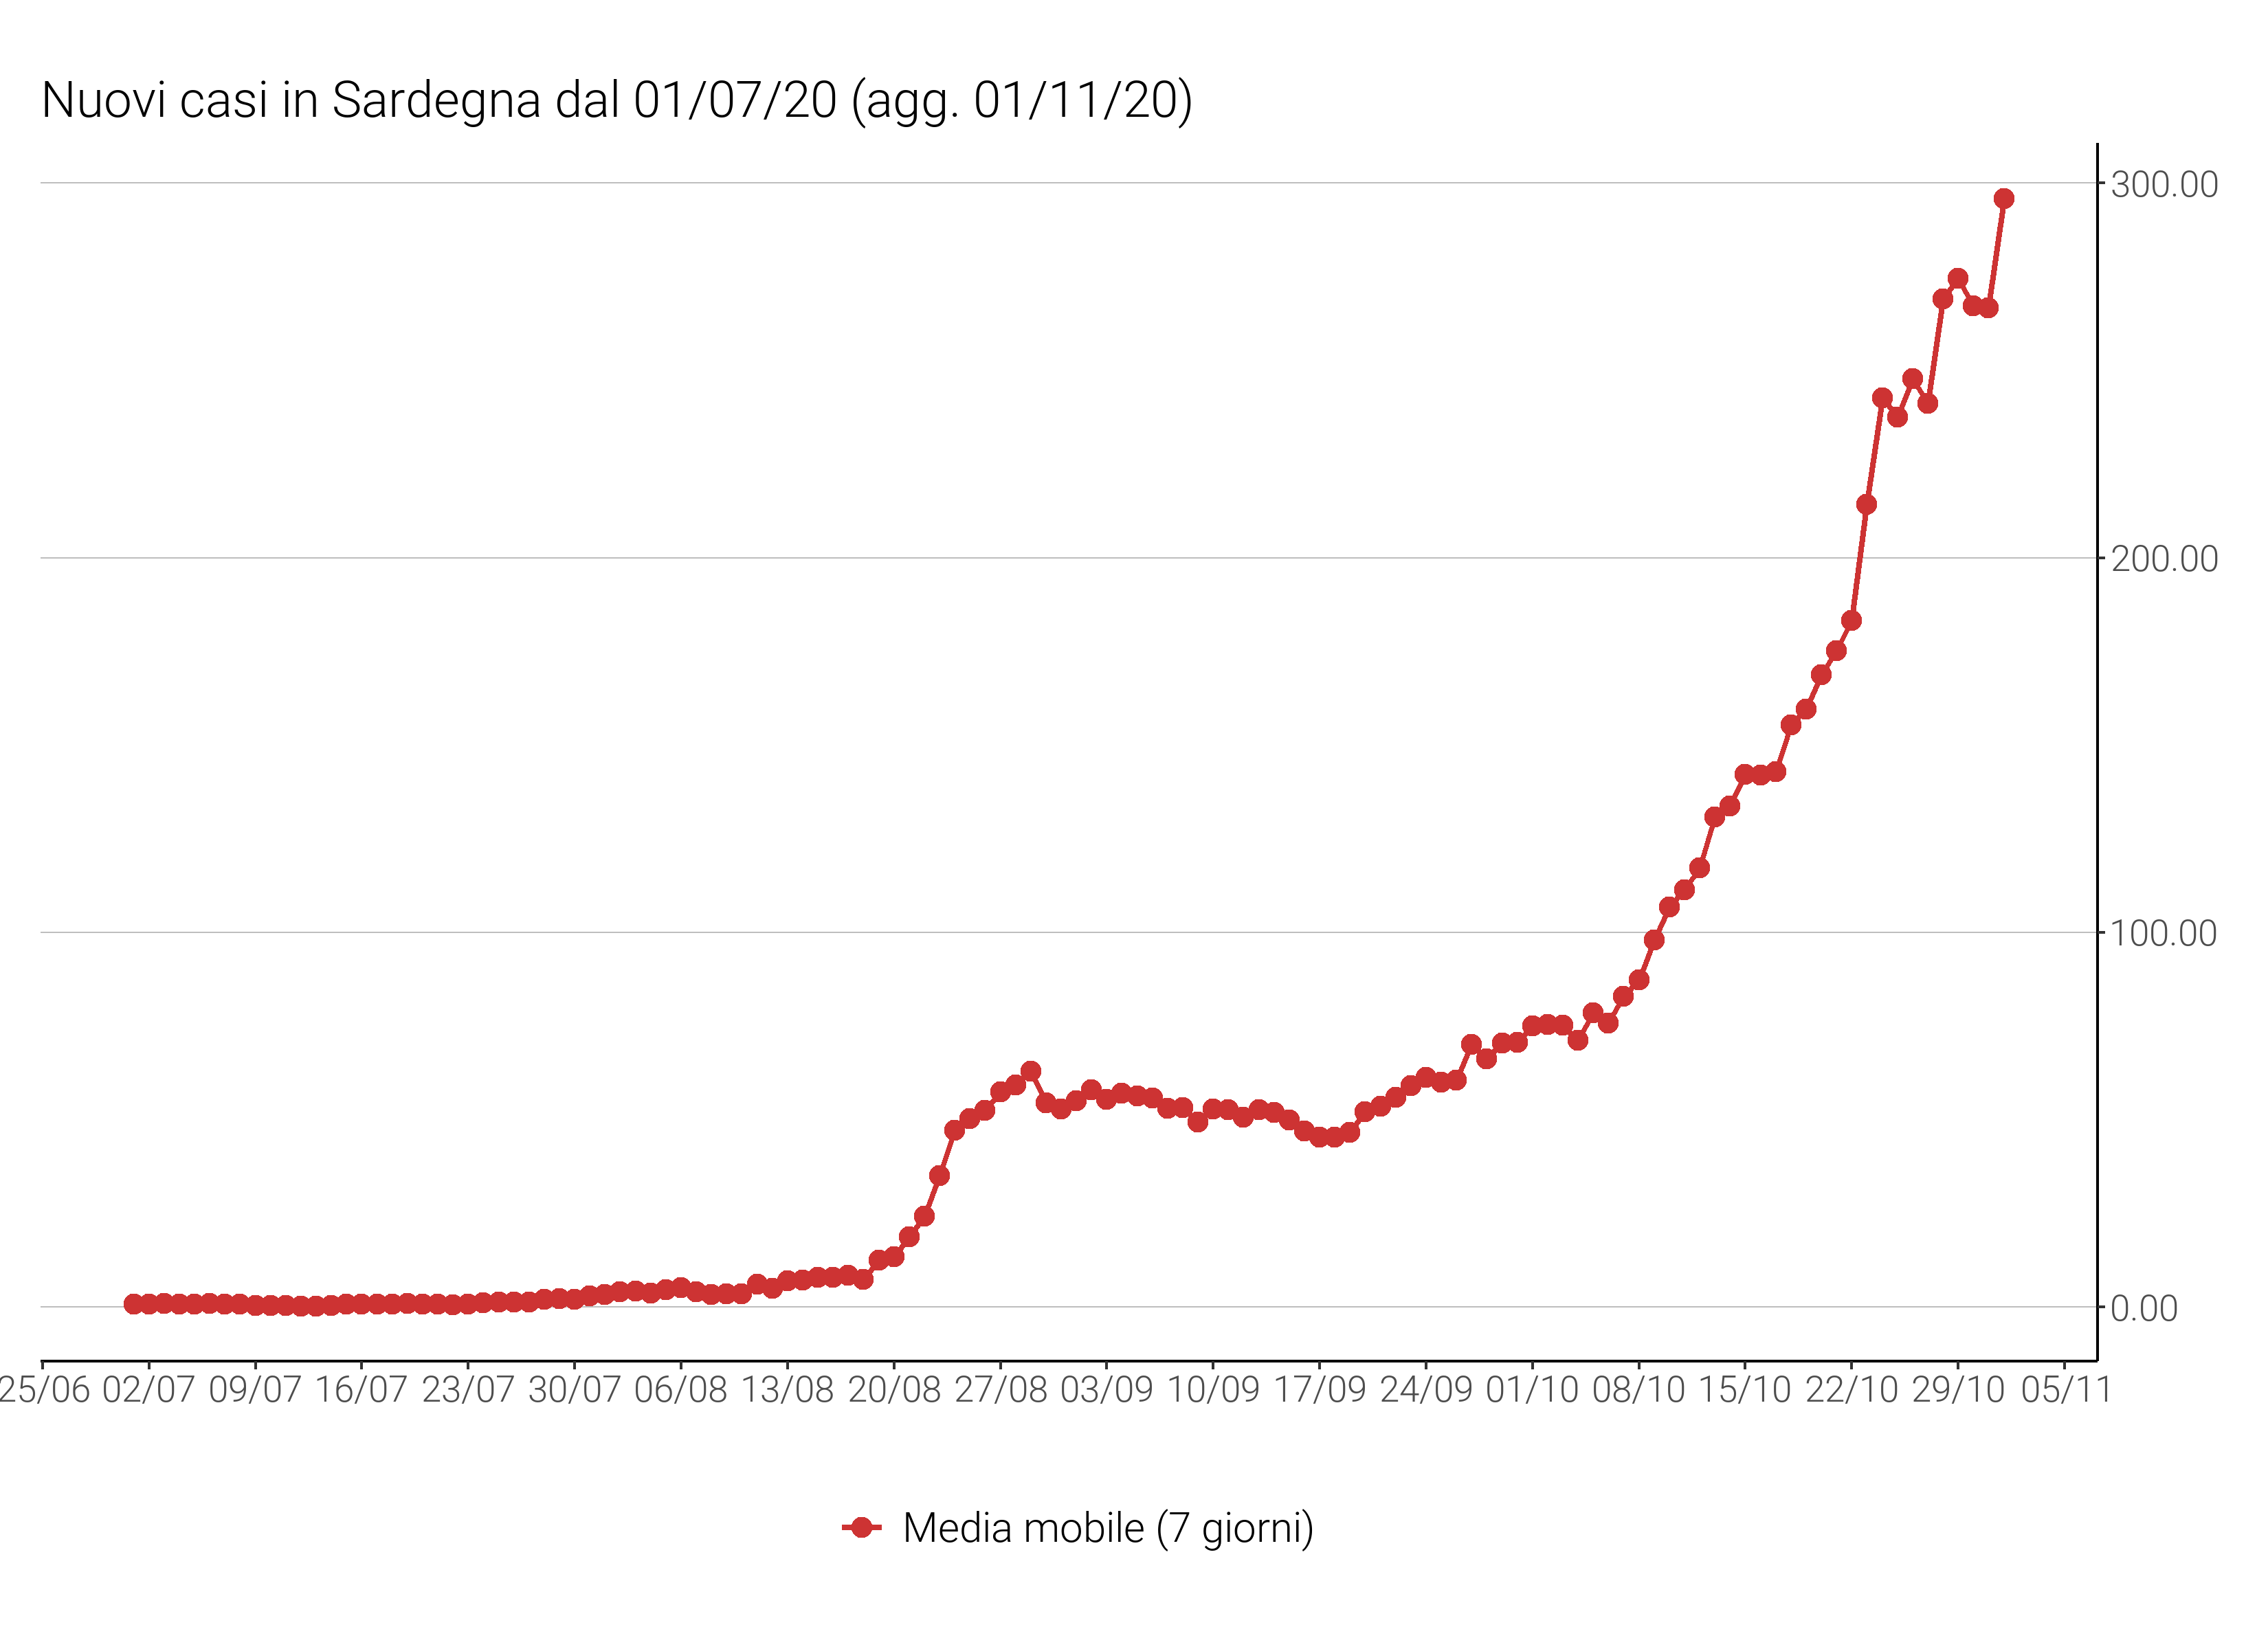 Nuovi casi in Sardegna dal 01/07/20 (agg. 01/11/20)
300.00
200.00
100.00
0.00
25/06 02/07 09/07 16/07 23/07 30/07 06/08 13/08 20/08 27/08 03/09 10/09 17/09 24/09 01/10 08/10 15/10 22/10 29/10 05/11
Media mobile (7 giorni)